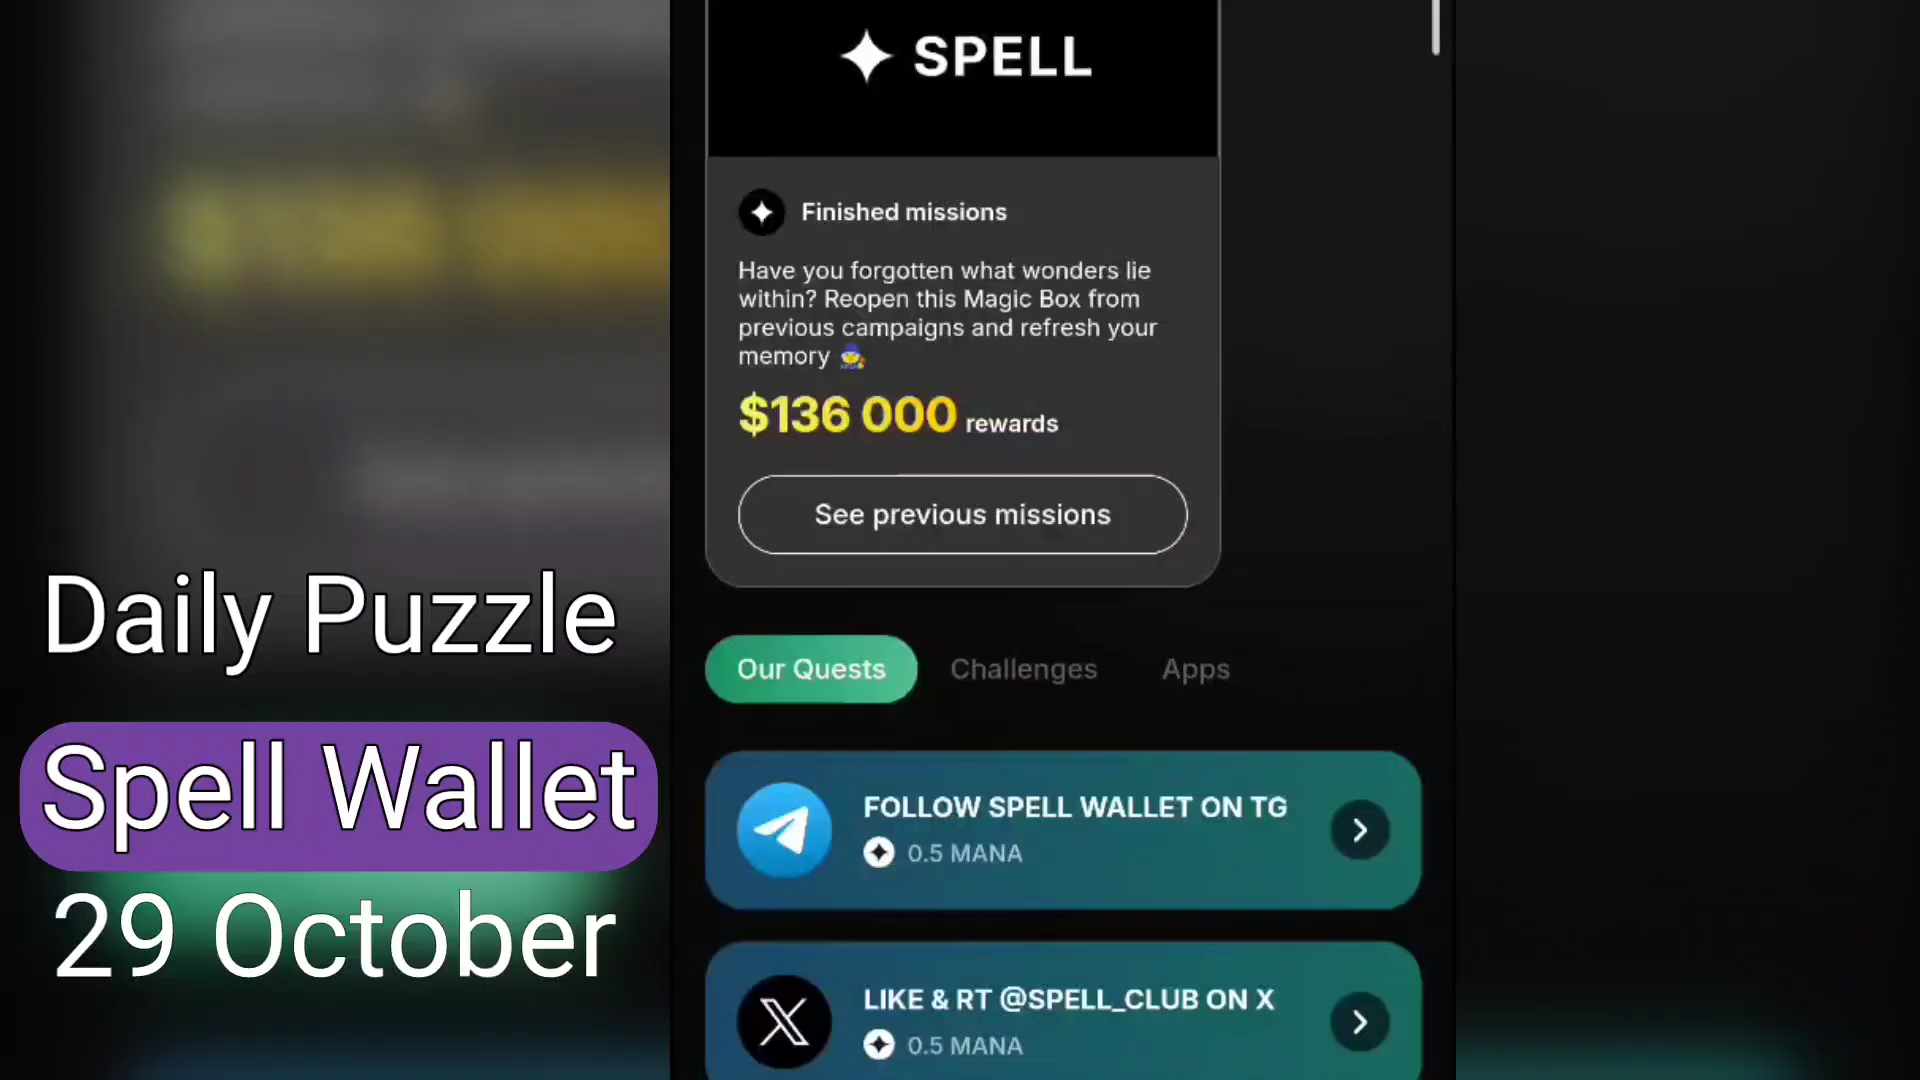 SPELL
Finished missions
Have you forgotten what wonders lie
within? Reopen this Magic Box from
previous campaigns and refresh your
memory
$136 000 rewards
See previous missions
Our Quests Challenges Apps
FOLLOW SPELL WALLET ON TG
0.5 MANA
LIKE & RT @SPELL_CLUB ON X
0.5 MANA
Daily Puzzle
Spell Wallet
29 October